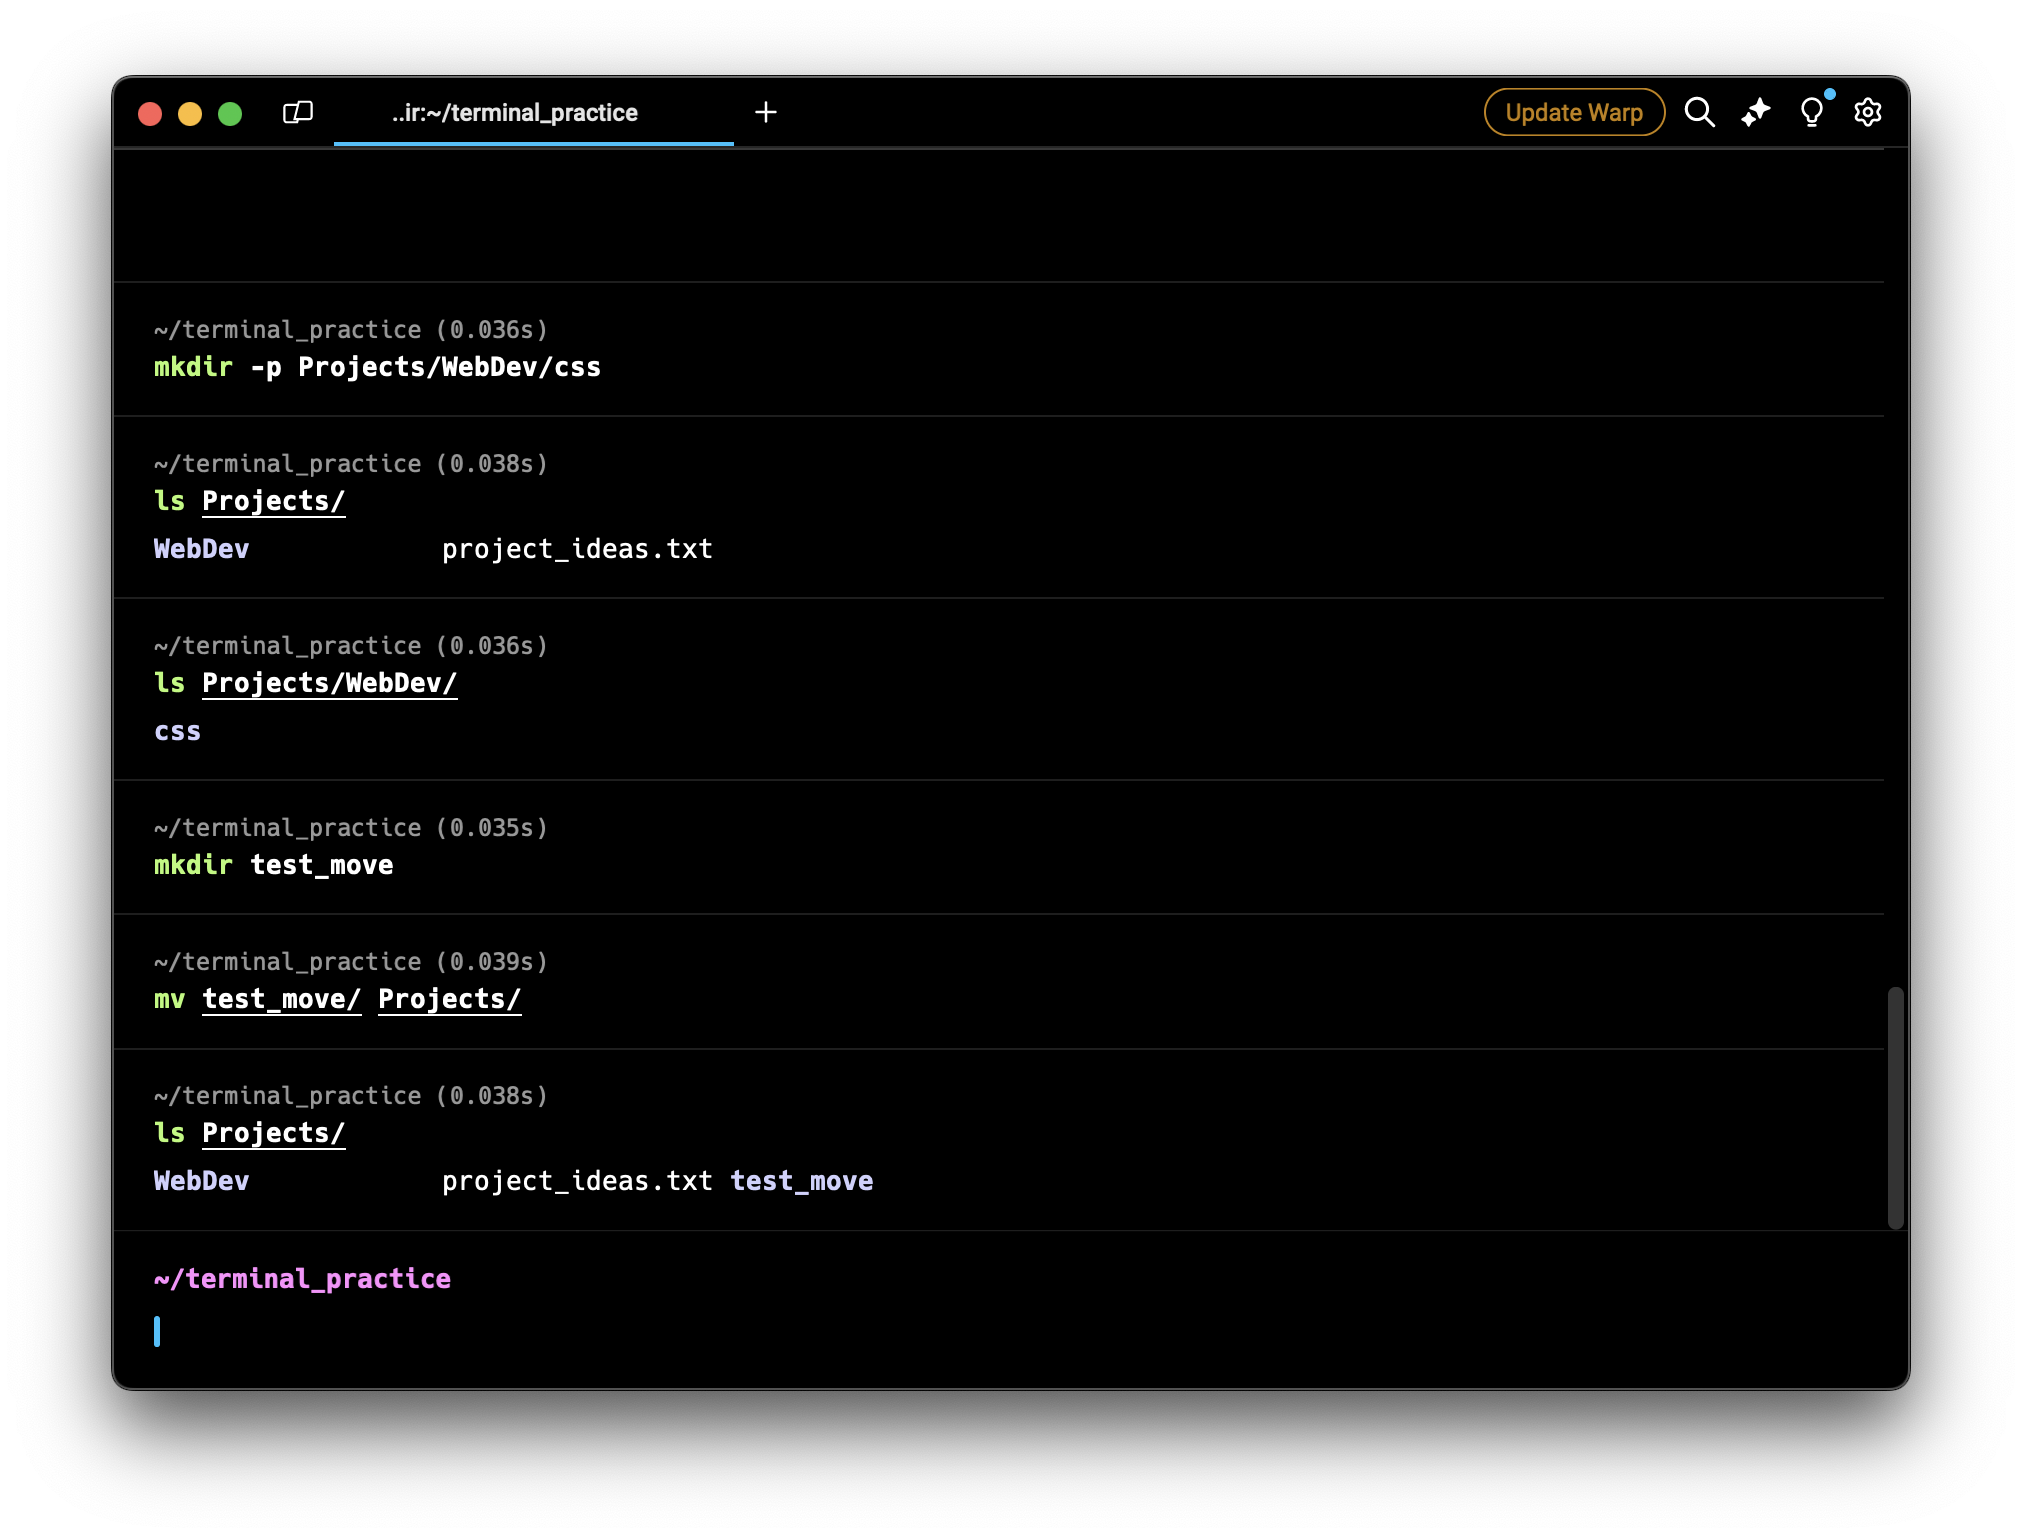 ..ir:~/terminal_practice
Update Warp
~/terminal_practice (0.036s)
mkdir -p Projects/WebDev/css
~/terminal_practice (0.038s)
ls Projects/
WebDev project_ideas.txt
~/terminal_practice (0.036s)
ls Projects/WebDev/
css
~/terminal_practice (0.035s)
mkdir test_move
~/terminal_practice (0.039s)
mv test_move/ Projects/
~/terminal_practice (0.038s)
ls Projects/
WebDev project_ideas.txt test_move
~/terminal_practice